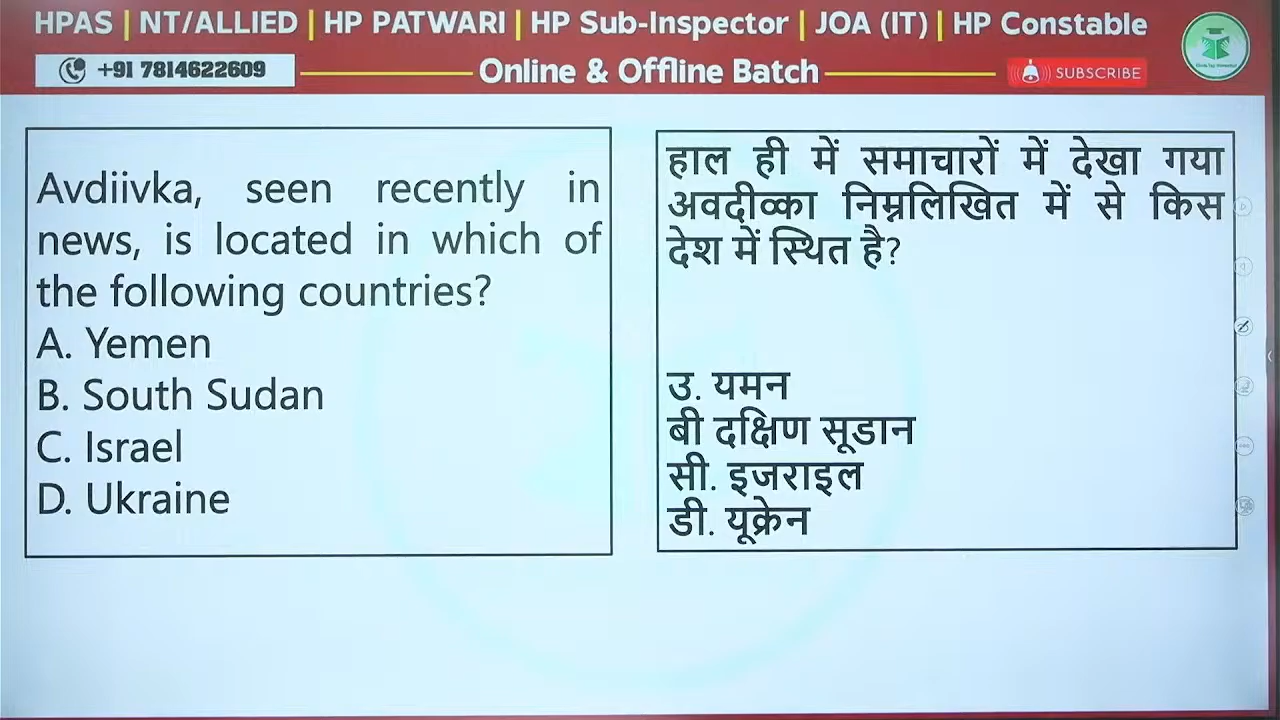 HPAS | NT/ALLIED | HP PATWARI | HP Sub-Inspector | JOA (IT) | HP Constable
+91 7814622609
Online & Offline Batch
SUBSCRIBE
Avdiivka, seen recently in
news, is located in which of
the following countries?
A. Yemen
B. South Sudan
C. Israel
D. Ukraine
हाल ही में समाचारों में देखा गया
अवदीव्का निम्नलिखित में से किस
देश में स्थित है?
उ. यमन
बी दक्षिण सूडान
सी. इजराइल
डी. यूक्रेन